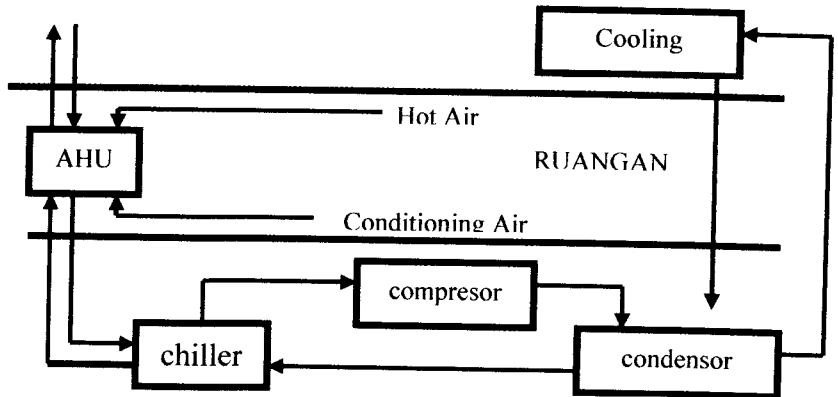 Cooling
Hot Air
AHU
RUANGAN
Conditioning Air
compresor
chiller
condensor